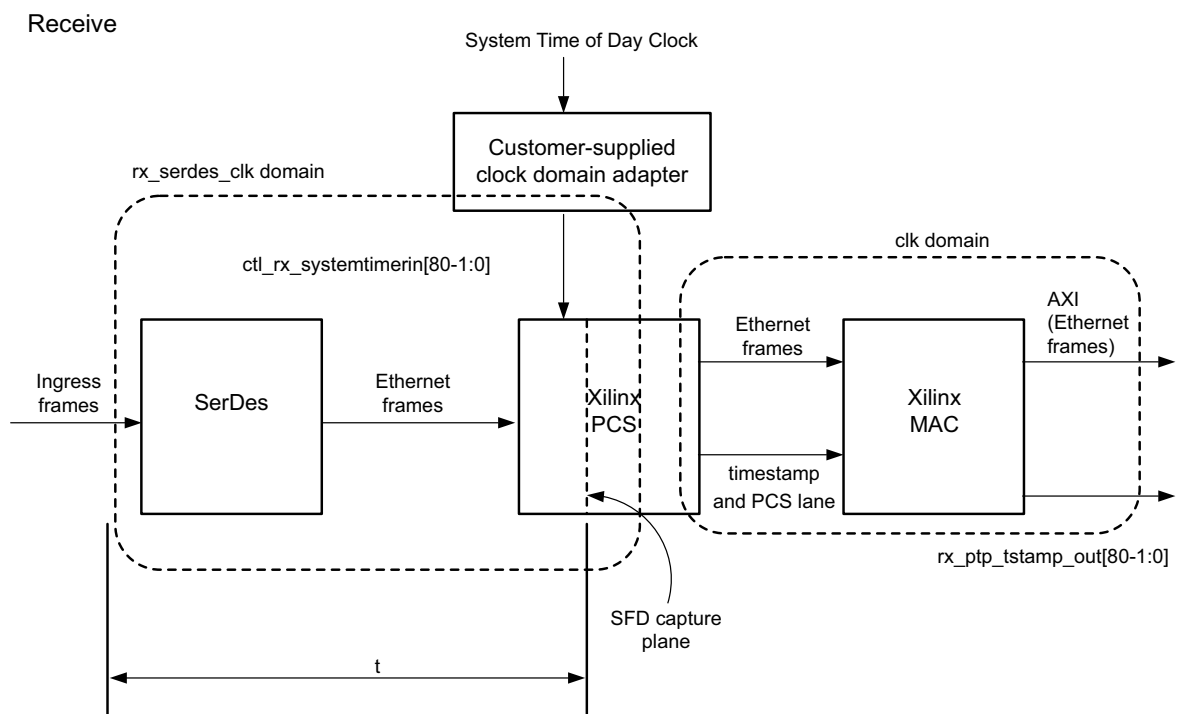 Receive
System Time of Day Clock
Customer-supplied
clock domain adapter
rx_serdes_clk domain
ctl_rx_systemtimerin[80-1:0]
clk domain
Ingress
frames
SerDes
Ethernet
frames
Xilinx
PCS
Ethernet
frames
timestamp
and PCS lane
Xilinx
MAC
AXI
(Ethernet
frames)
rx_ptp_tstamp_out[80-1:0]
SFD capture
plane
t